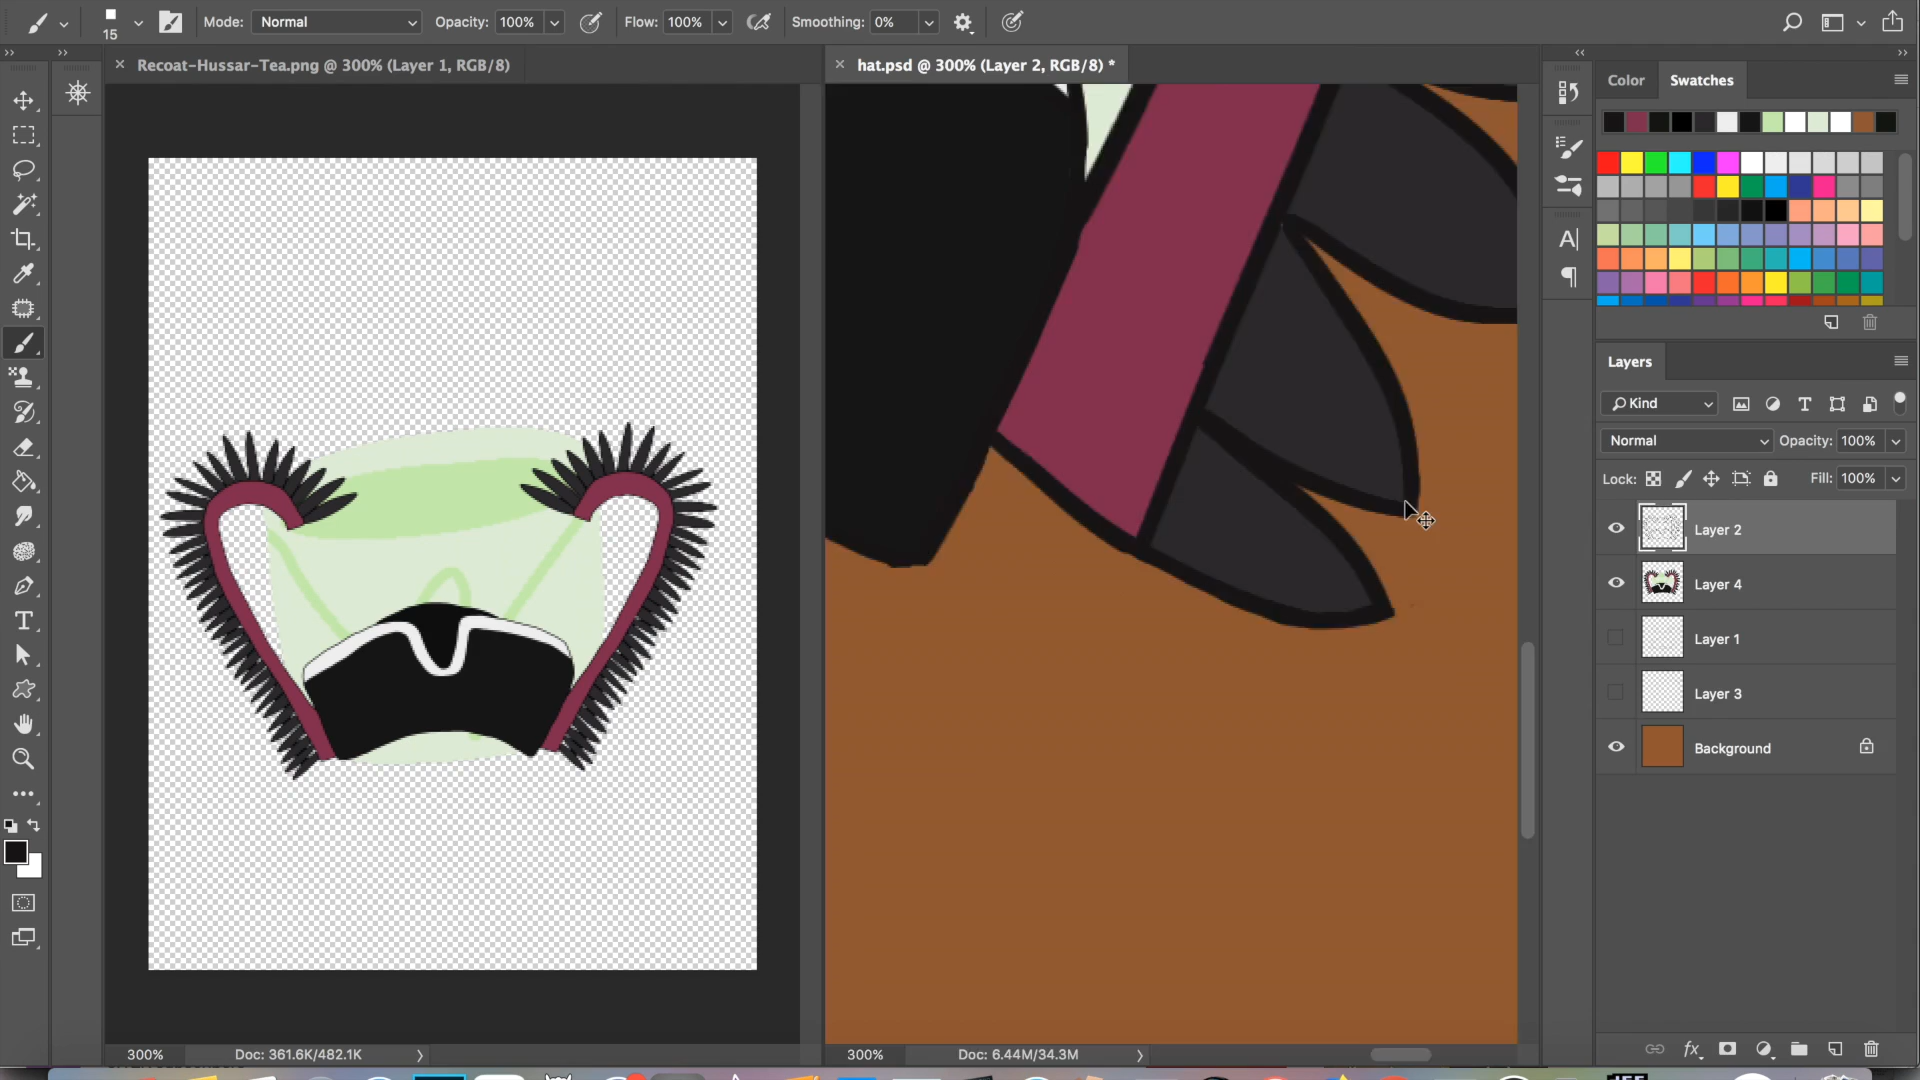 15 Mode: Normal Opacity: 100% Flow: 100% Smoothing: 0%
Recoat-Hussar-Tea.png @ 300% (Layer 1, RGB/8)
hat.psd @ 300% (Layer 2, RGB/8) *
Color Swatches
Layers
Kind
Normal Opacity: 100%
Lock: Fill: 100%
Layer 2
Layer 4
Layer 1
Layer 3
Background
300% Doc: 361.6K/482.1K
300% Doc: 6.44M/34.3M